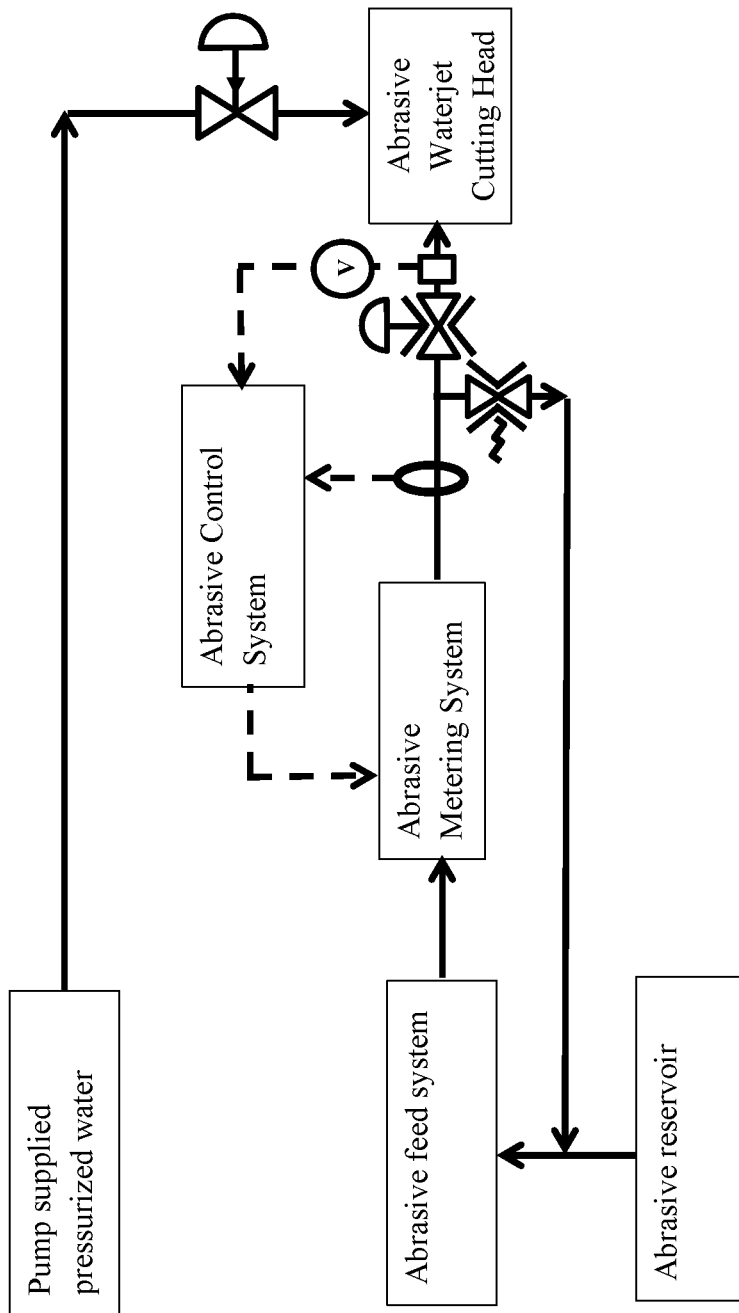 Pump supplied
pressurized water
Abrasive Control
System
v
Abrasive
Waterjet
Cutting Head
Abrasive feed system
Abrasive
Metering System
Abrasive reservoir